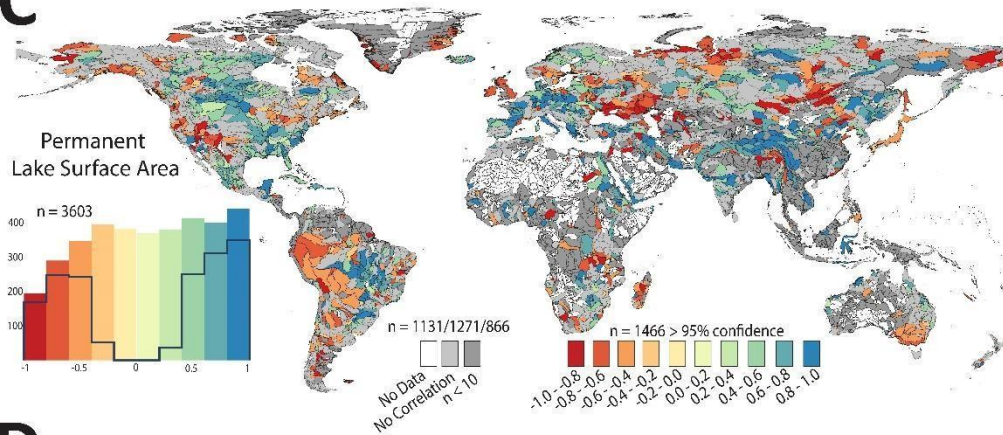 C
Permanent
Lake Surface Area
n = 3603
400
300
200
100
-1
-0.5
0
0.5
1
n = 1131/1271/866
No Data
No Correlation
n < 10
n = 1466 > 95% confidence
-1.0 - -0.8
-0.8 - -0.6
-0.6 - -0.4
-0.4 - -0.2
-0.2 - 0.0
0.0 - 0.2
0.2 - 0.4
0.4 - 0.6
0.6 - 0.8
0.8 - 1.0